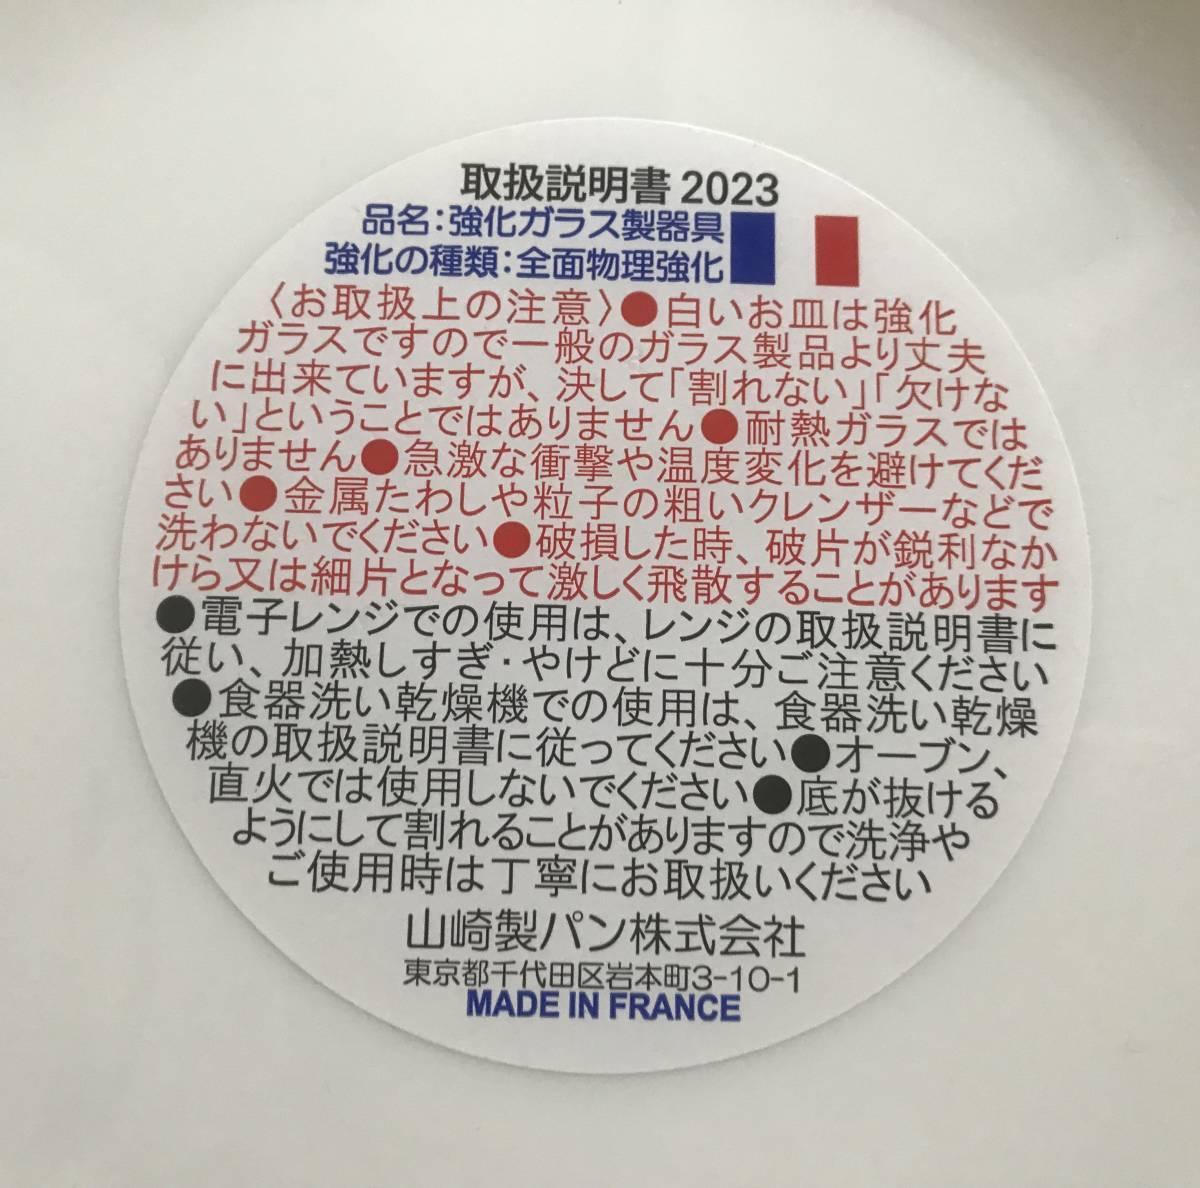 取扱説明書 2023
品名：強化ガラス製器具
強化の種類：全面物理強化
〈お取扱上の注意〉●白いお皿は強化
ガラスですので一般のガラス製品より丈夫
に出来ていますが、決して「割れない」「欠けな
い」ということではありません●耐熱ガラスでは
ありません●急激な衝撃や温度変化を避けてくだ
さい●金属たわしや粒子の粗いクレンザーなどで
洗わないでください●破損した時、破片が鋭利なか
けら又は細片となって激しく飛散することがあります
●電子レンジでの使用は、レンジの取扱説明書に
従い、加熱しすぎ・やけどに十分ご注意ください
●食器洗い乾燥機での使用は、食器洗い乾燥
機の取扱説明書に従ってください●オーブン、
直火では使用しないでください●底が抜ける
ようにして割れることがありますので洗浄や
ご使用時は丁寧にお取扱いください
山崎製パン株式会社
東京都千代田区岩本町3-10-1
MADE IN FRANCE